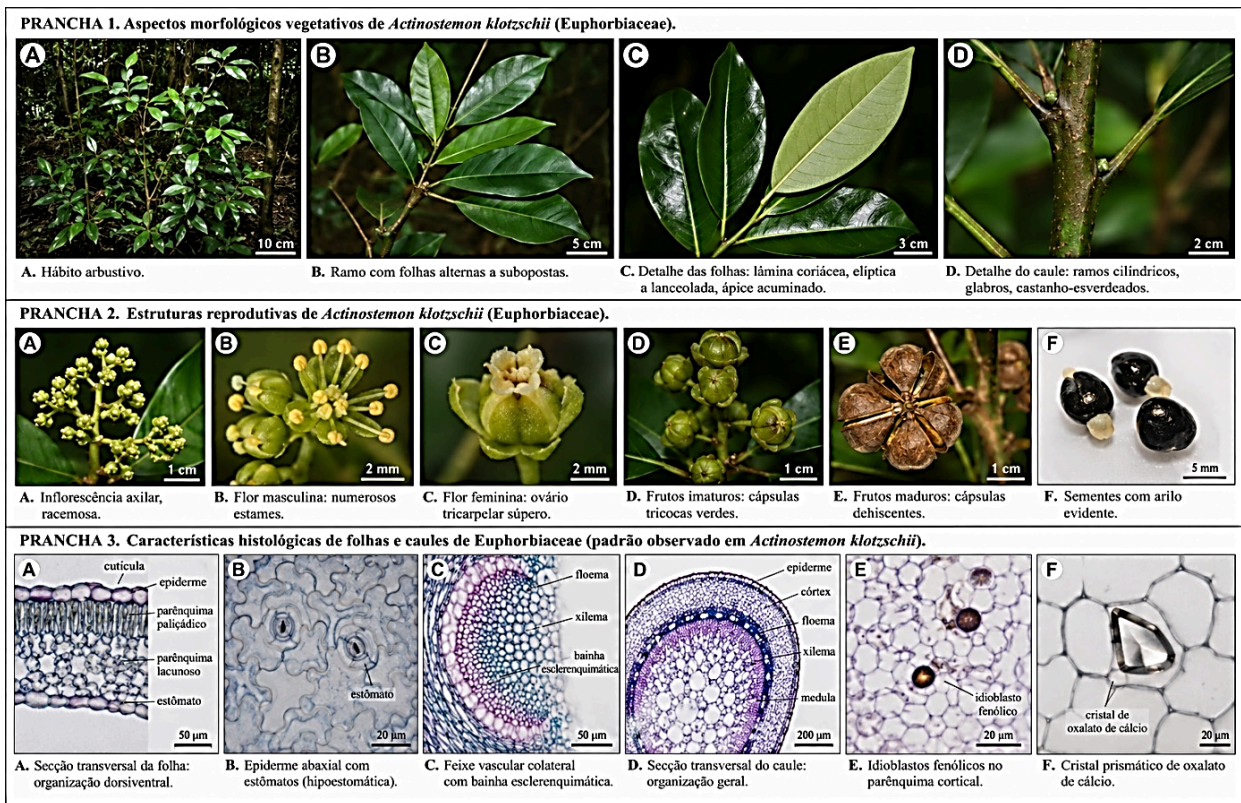 PRANCHA 1. Aspectos morfológicos vegetativos de Actinostemon klotzschii (Euphorbiaceae).
A
10 cm
B
5 cm
C
3 cm
D
2 cm
A. Hábito arbustivo.
B. Ramo com folhas alternas a subopostas.
C. Detalhe das folhas: lâmina coriácea, elíptica
a lanceolada, ápice acuminado.
D. Detalhe do caule: ramos cilíndricos,
glabros, castanho-esverdeados.
PRANCHA 2. Estruturas reprodutivas de Actinostemon klotzschii (Euphorbiaceae).
A
1 cm
B
2 mm
C
2 mm
D
1 cm
E
1 cm
F
5 mm
A. Inflorescência axilar,
racemosa.
B. Flor masculina: numerosos
estames.
C. Flor feminina: ovário
tricarpelar súpero.
D. Frutos imaturos: cápsulas
tricocas verdes.
E. Frutos maduros: cápsulas
dehiscentes.
F. Sementes com arilo
evidente.
PRANCHA 3. Características histológicas de folhas e caules de Euphorbiaceae (padrão observado em Actinostemon klotzschii).
A
cutícula
epiderme
parênquima
paliçádico
parênquima
lacunoso
estômato
50 µm
B
estômato
20 µm
C
floema
xilema
bainha
esclerenquimática
50 µm
D
epiderme
córtex
floema
xilema
medula
200 µm
E
idioblasto
fenólico
20 µm
F
cristal de
oxalato de cálcio
20 µm
A. Secção transversal da folha:
organização dorsiventral.
B. Epiderme abaxial com
estômatos (hipoestomática).
C. Feixe vascular colateral
com bainha esclerenquimática.
D. Secção transversal do caule:
organização geral.
E. Idioblastos fenólicos no
parênquima cortical.
F. Cristal prismático de oxalato
de cálcio.